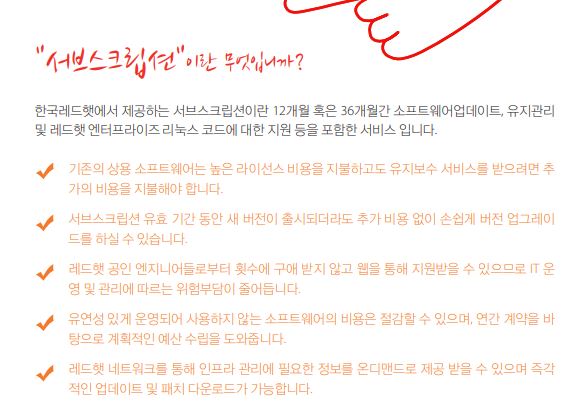 "서브스크립션"이란 무엇입니까?
한국레드햇에서 제공하는 서브스크립션이란 12개월 혹은 36개월간 소프트웨어업데이트, 유지관리
및 레드햇 엔터프라이즈 리눅스 코드에 대한 지원 등을 포함한 서비스 입니다.
기존의 상용 소프트웨어는 높은 라이선스 비용을 지불하고도 유지보수 서비스를 받으려면 추
가의 비용을 지불해야 합니다.
서브스크립션 유효 기간 동안 새 버전이 출시되더라도 추가 비용 없이 손쉽게 버전 업그레이
드를 하실 수 있습니다.
레드햇 공인 엔지니어들로부터 횟수에 구애 받지 않고 웹을 통해 지원받을 수 있으므로 IT 운
영 및 관리에 따르는 위험부담이 줄어듭니다.
유연성 있게 운영되어 사용하지 않는 소프트웨어의 비용은 절감할 수 있으며, 연간 계약을 바
탕으로 계획적인 예산 수립을 도와줍니다.
레드햇 네트워크를 통해 인프라 관리에 필요한 정보를 온디맨드로 제공 받을 수 있으며 즉각
적인 업데이트 및 패치 다운로드가 가능합니다.